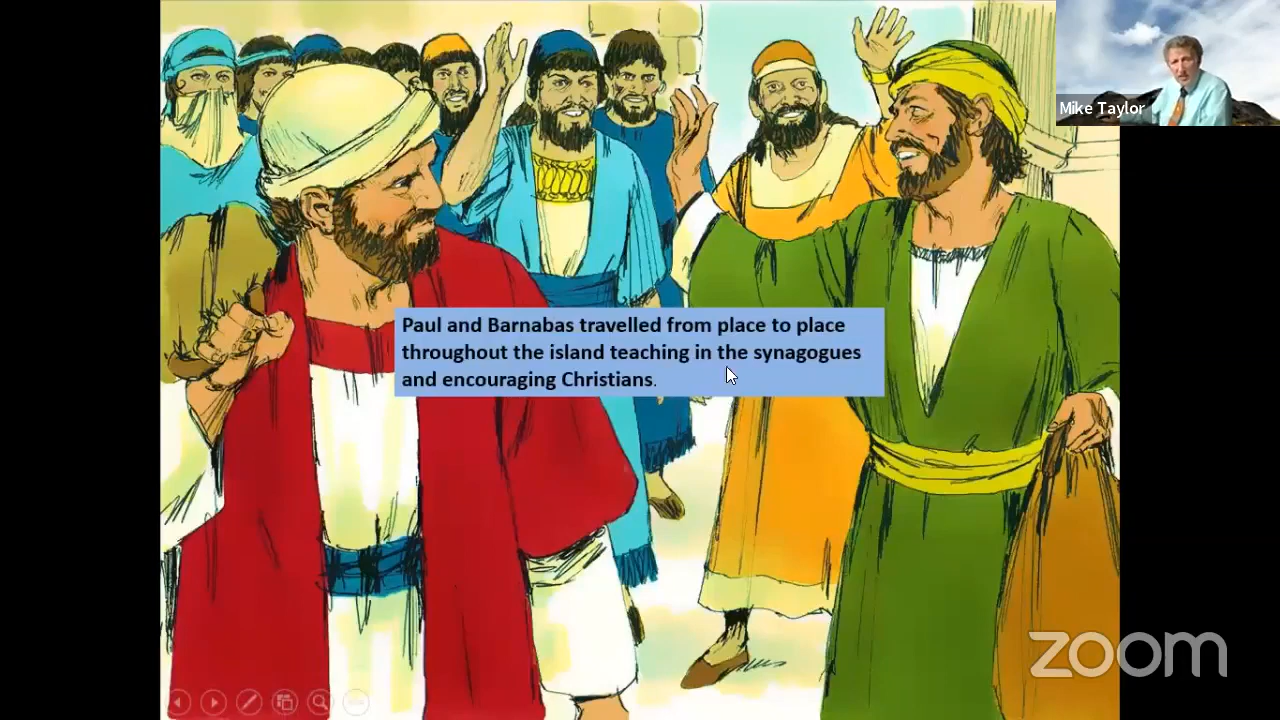 Mike Taylor
Paul and Barnabas travelled from place to place
throughout the island teaching in the synagogues
and encouraging Christians.
zoom